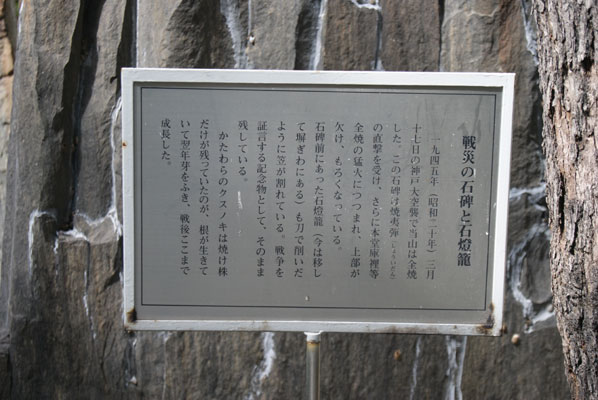 戦災の石碑と石燈籠
一九四五年(昭和二十年)三月
十七日の神戸大空襲で当山は全焼
した。この石碑は焼夷弾(しょういだん)
の直撃を受け、さらに本堂庫裡等
全焼の猛火につつまれ、上部が
欠け、もろくなっている。
石碑前にあった石燈籠(今は移し
て塀ぎわにある)も刀で削いだ
ように笠が割れている。戦争を
証言する記念物として、そのまま
残している。
かたわらのクスノキは焼け株
だけが残っていたのが、根が生きて
いて翌年芽をふき、戦後ここまで
成長した。